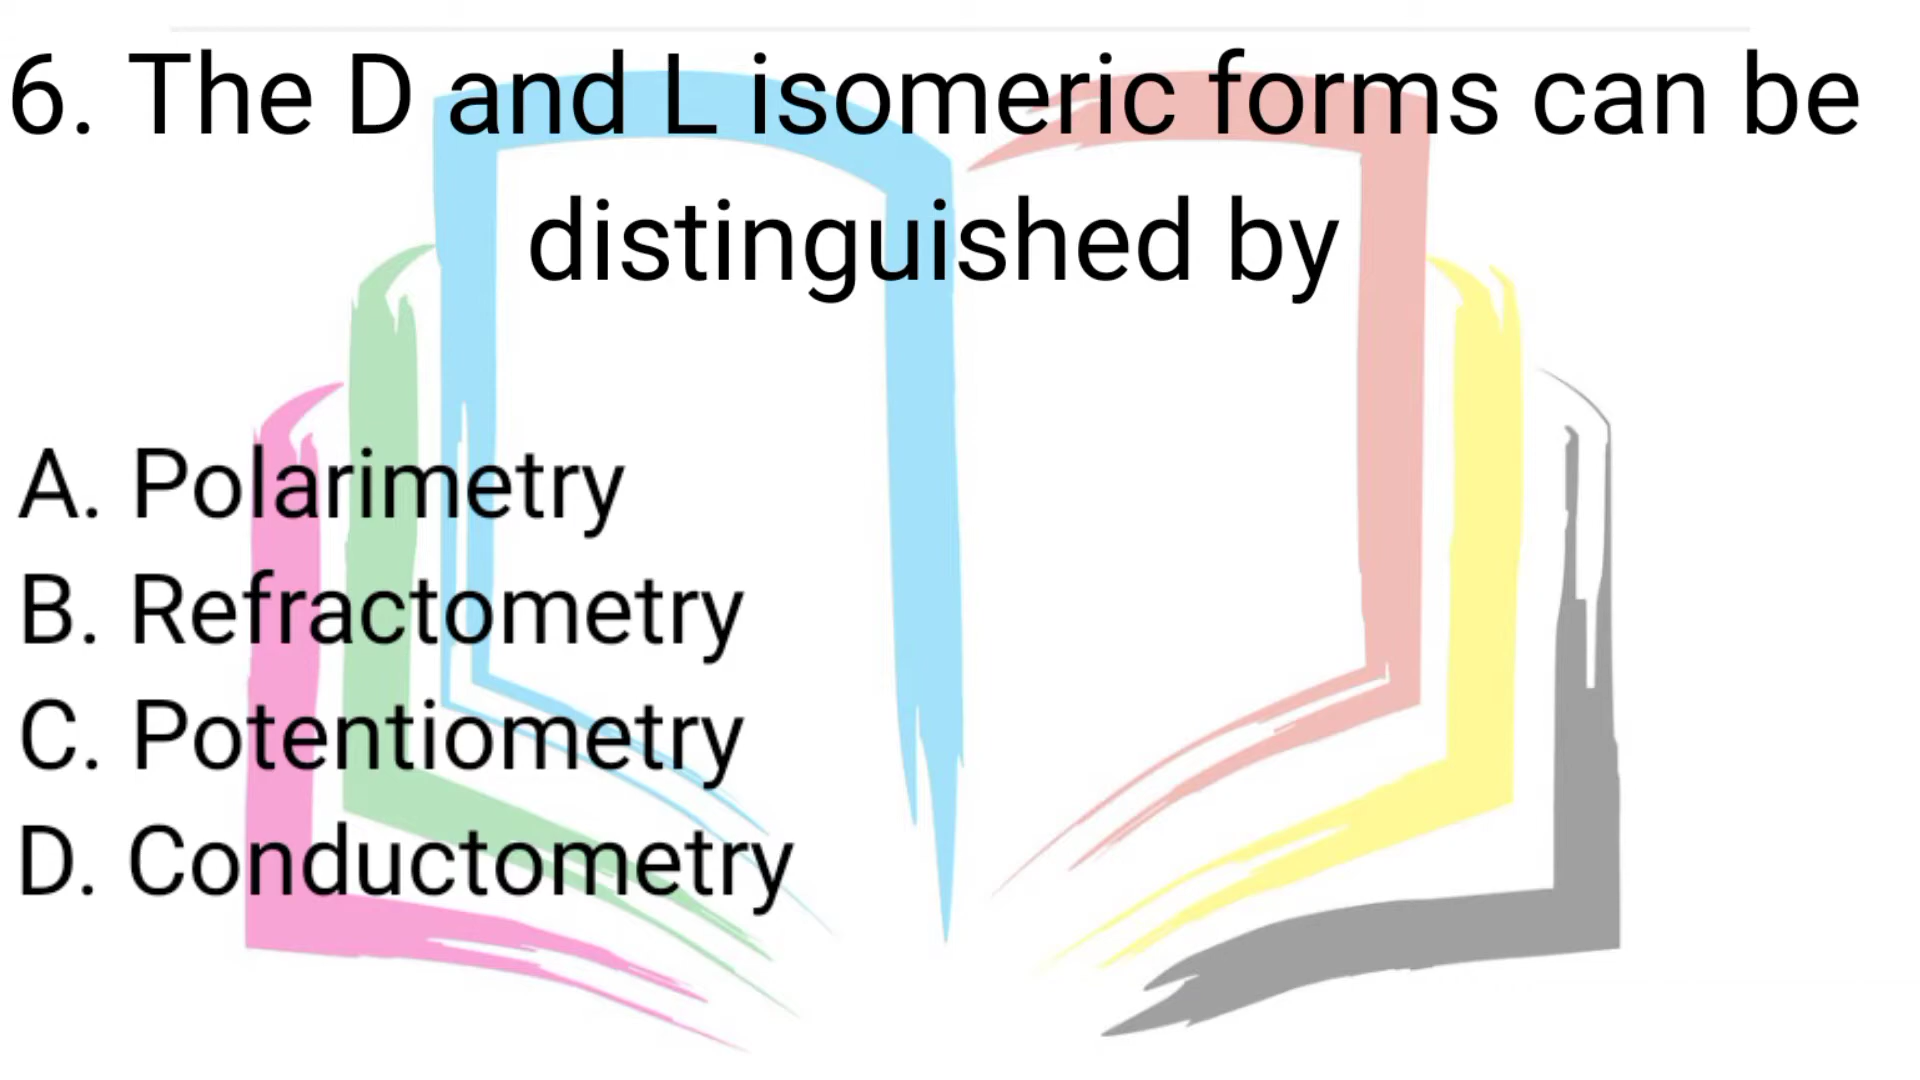 6. The D and L isomeric forms can be
distinguished by
A. Polarimetry
B. Refractometry
C. Potentiometry
D. Conductometry